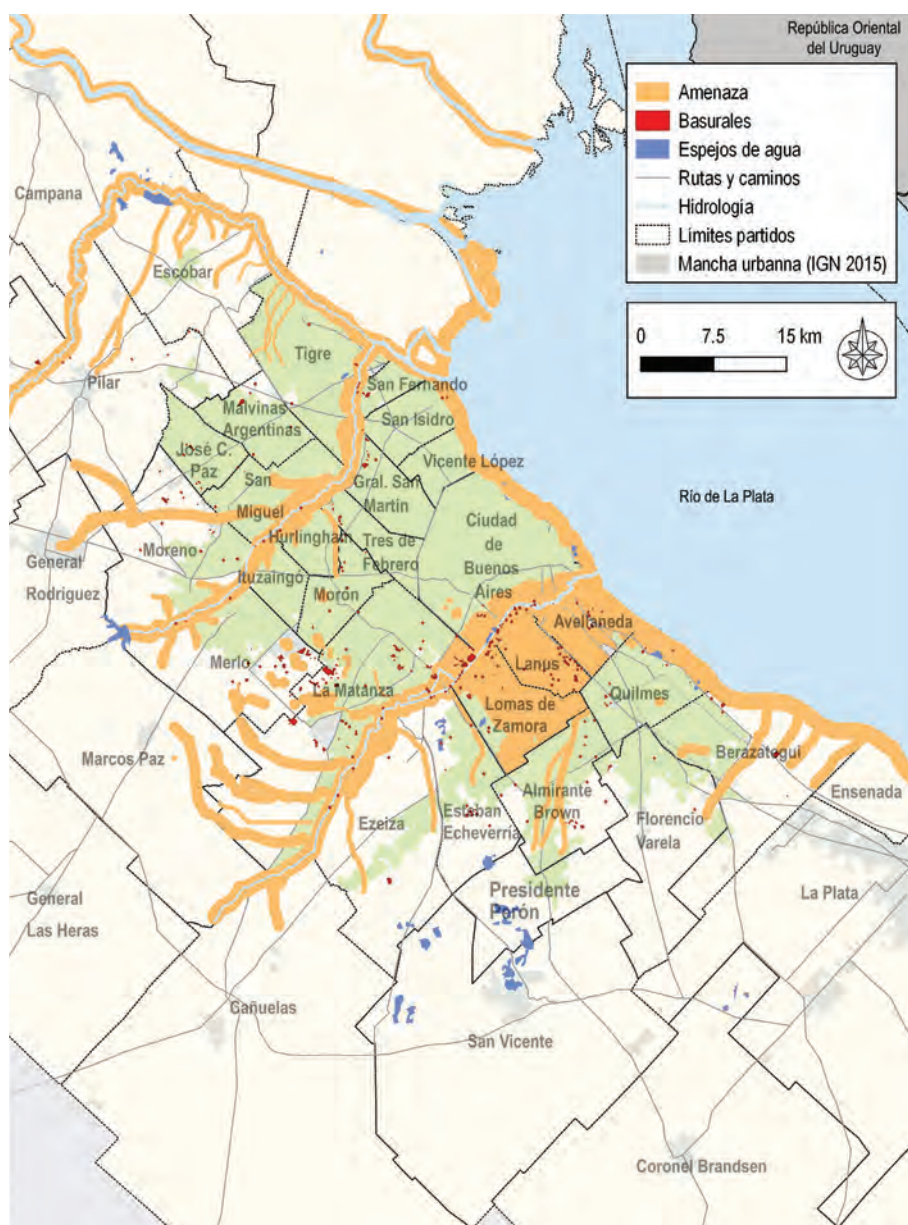 República Oriental
del Uruguay
Amenaza
Basurales
Espejos de agua
Rutas y caminos
Hidrología
Límites partidos
Mancha urbanna (IGN 2015)
0 7.5 15 km
Campana
Escobar
Tigre
Pilar
San Fernando
Malvinas
Argentinas
San Isidro
José C.
Paz
Vicente López
San
Miguel
Gral. San
Martin
Río de La Plata
Ciudad
de
Buenos
Aires
Hurlingham
Tres de
Febrero
Moreno
General
Rodriguez
Ituzaingó
Morón
Avellaneda
Merlo
Lanus
La Matanza
Quilmes
Lomas de
Zamora
Marcos Paz
Berazategui
Ensenada
Almirante
Brown
Ezeiza
Esteban
Echeverría
Florencio
Varela
General
Las Heras
Presidente
Perón
La Plata
Gañuelas
San Vicente
Coronel Brandsen